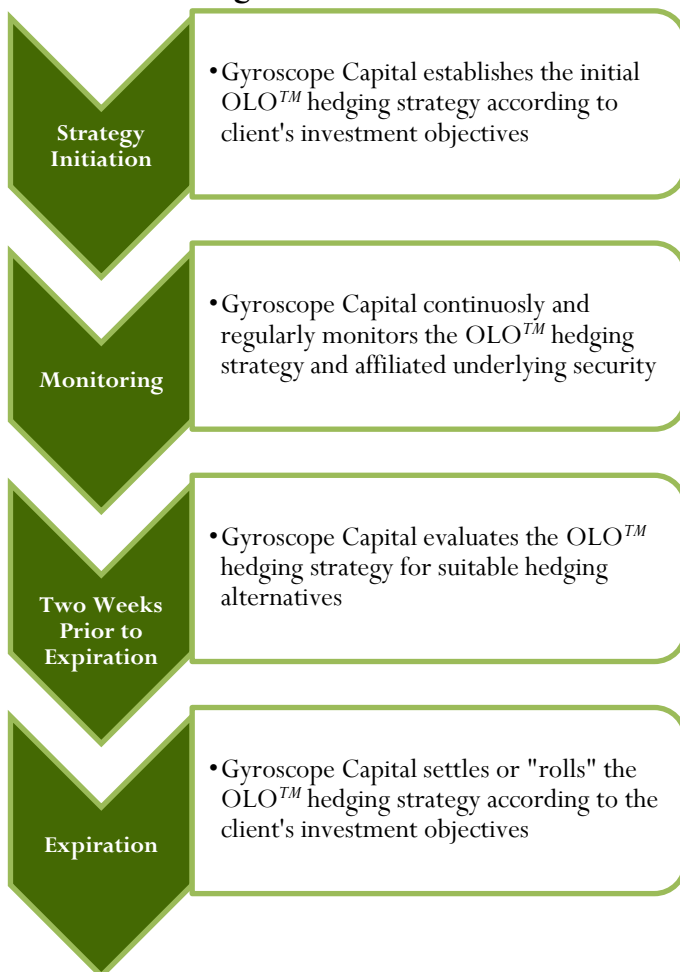 Strategy
Initiation
•Gyroscope Capital establishes the initial
OLO™ hedging strategy according to
client's investment objectives
Monitoring
•Gyroscope Capital continuosly and
regularly monitors the OLO™ hedging
strategy and affiliated underlying security
Two Weeks
Prior to
Expiration
•Gyroscope Capital evaluates the OLO™
hedging strategy for suitable hedging
alternatives
Expiration
•Gyroscope Capital settles or "rolls" the
OLO™ hedging strategy according to the
client's investment objectives